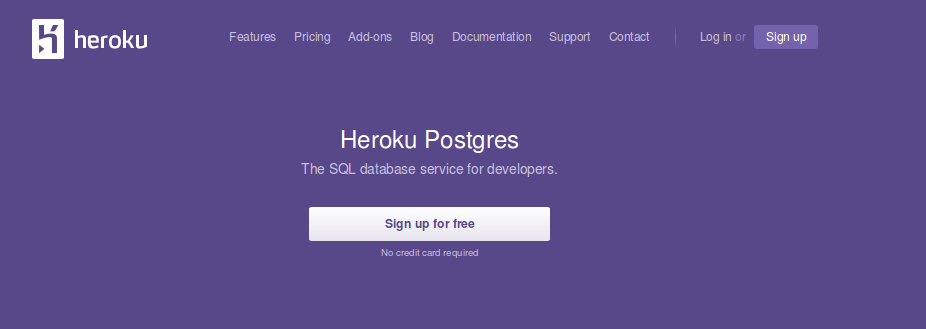 heroku Features Pricing Add-ons Blog Documentation Support Contact Log in or Sign up
Heroku Postgres
The SQL database service for developers.
Sign up for free
No credit card required